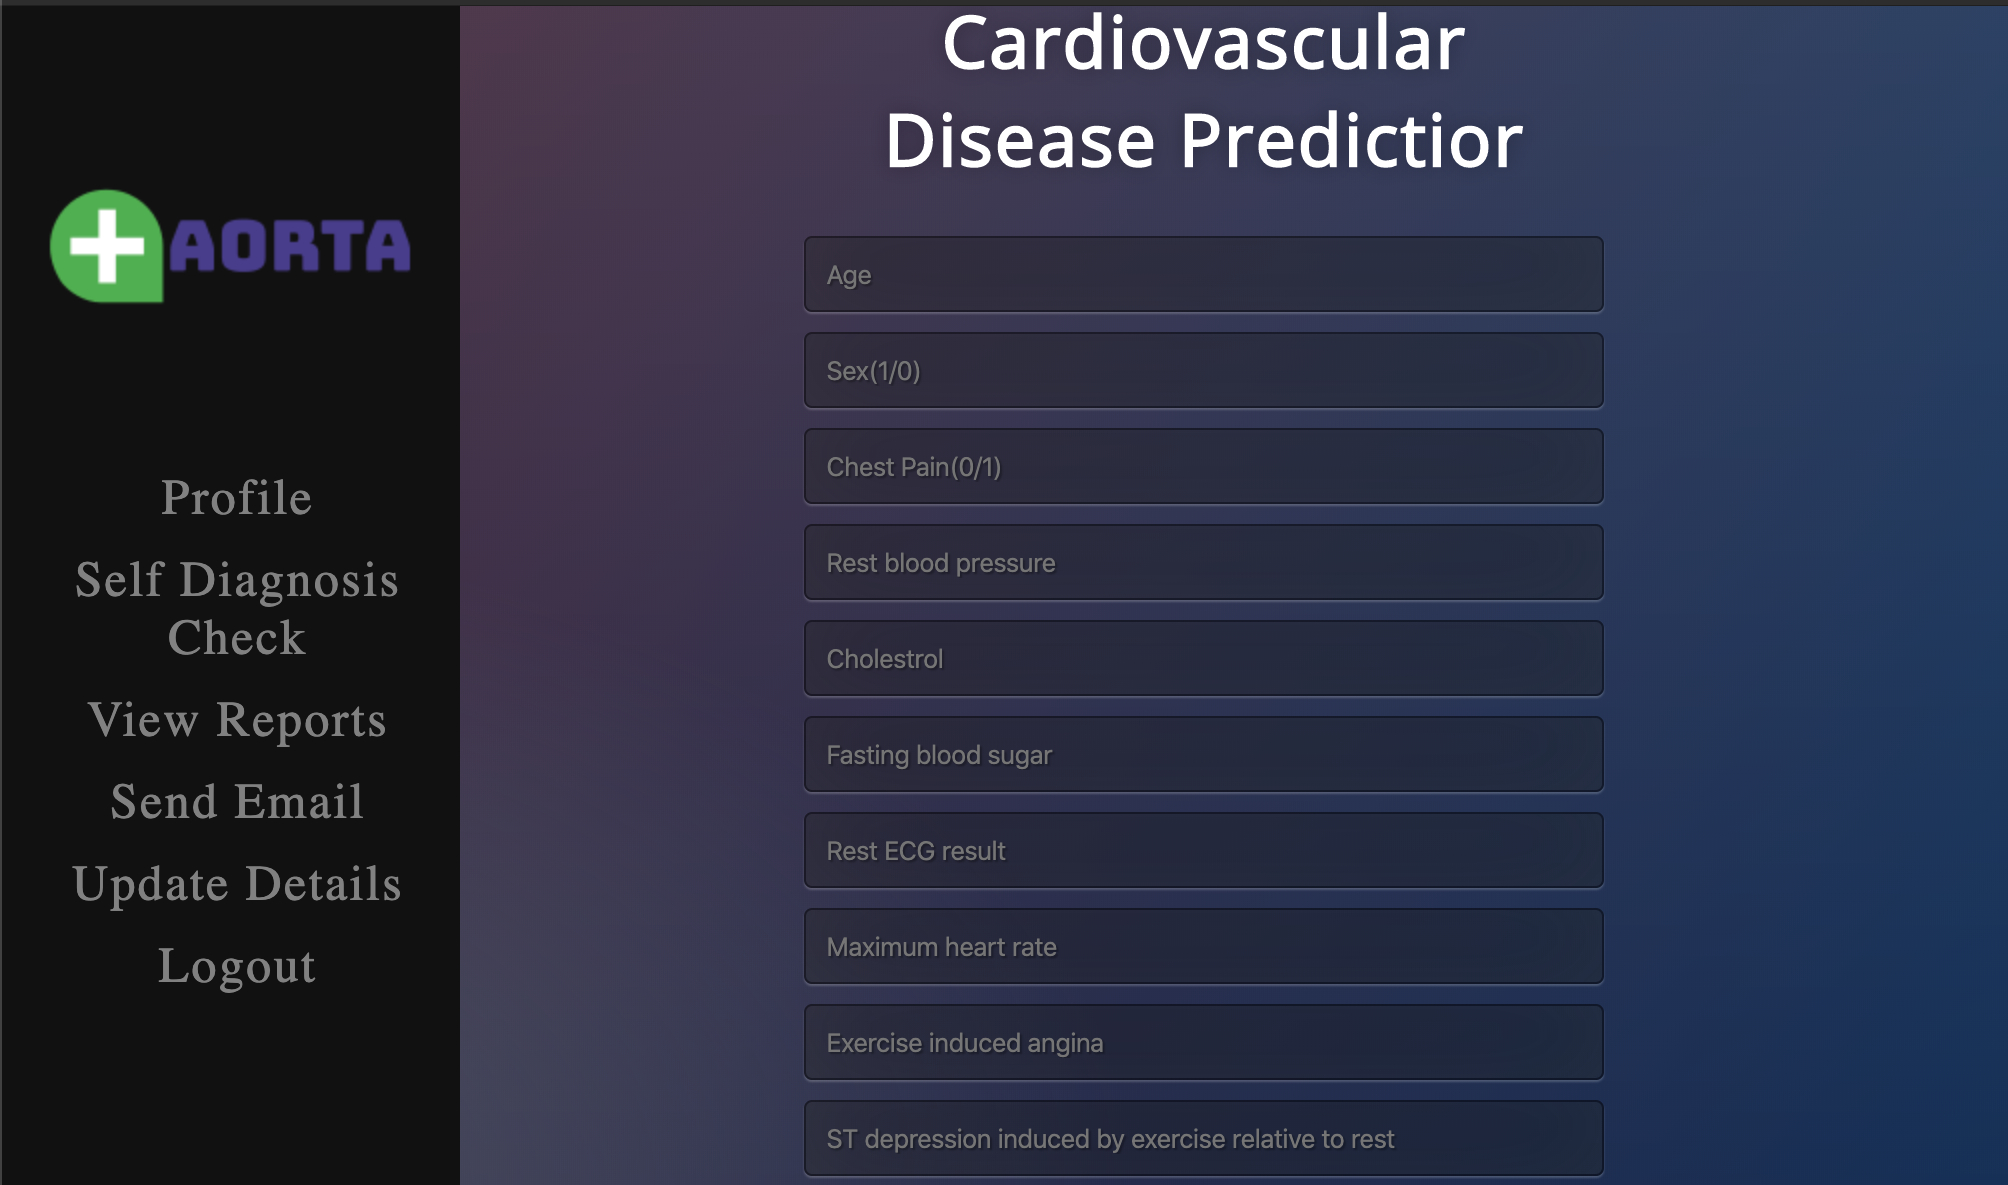 AORTA
Profile
Self Diagnosis
Check
View Reports
Send Email
Update Details
Logout
Cardiovascular
Disease Predictior
Age
Sex(1/0)
Chest Pain(0/1)
Rest blood pressure
Cholestrol
Fasting blood sugar
Rest ECG result
Maximum heart rate
Exercise induced angina
ST depression induced by exercise relative to rest